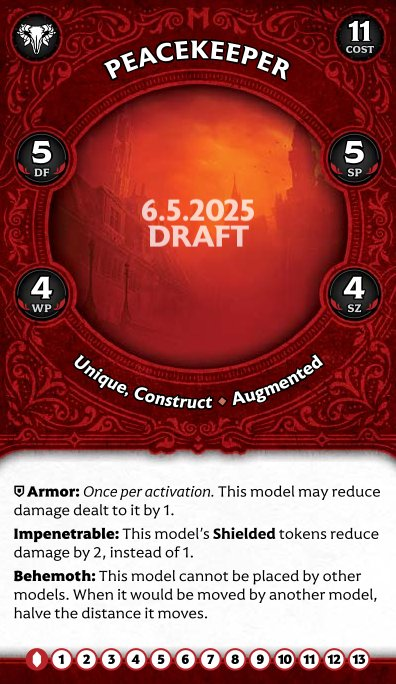 PEACEKEEPER
11
COST
5
DF
5
SP
6.5.2025
DRAFT
4
WP
4
SZ
Unique, Construct ◆ Augmented
Armor: Once per activation. This model may reduce
damage dealt to it by 1.
Impenetrable: This model's Shielded tokens reduce
damage by 2, instead of 1.
Behemoth: This model cannot be placed by other
models. When it would be moved by another model,
halve the distance it moves.
1 2 3 4 5 6 7 8 9 10 11 12 13